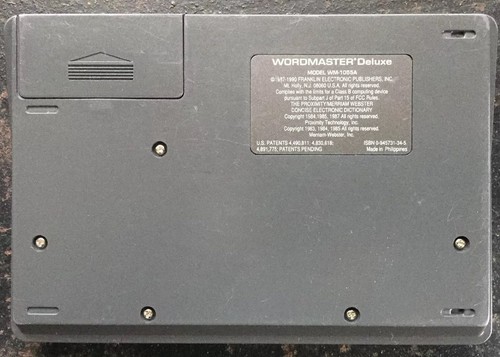 WORDMASTER® Deluxe
MODEL WM-1055A
© 1987-1989 FRANKLIN ELECTRONIC PUBLISHERS, INC.
Mt. Holly, N.J. 08060 U.S.A. All rights reserved.
Complies with the limits for a Class B computing device
pursuant to Subpart J of Part 15 of FCC Rules.
THE PROXIMITY/MERRIAM WEBSTER
CONCISE ELECTRONIC DICTIONARY
Copyright 1984, 1985, 1987 All rights reserved.
Proximity Technology, Inc.
Copyright 1983, 1984, 1985 All rights reserved.
Merriam-Webster, Inc.
U.S. PATENTS 4,490,811; 4,830,618;
4,891,775; PATENTS PENDING.
ISBN 0-945731-34-5
Made in Philippines